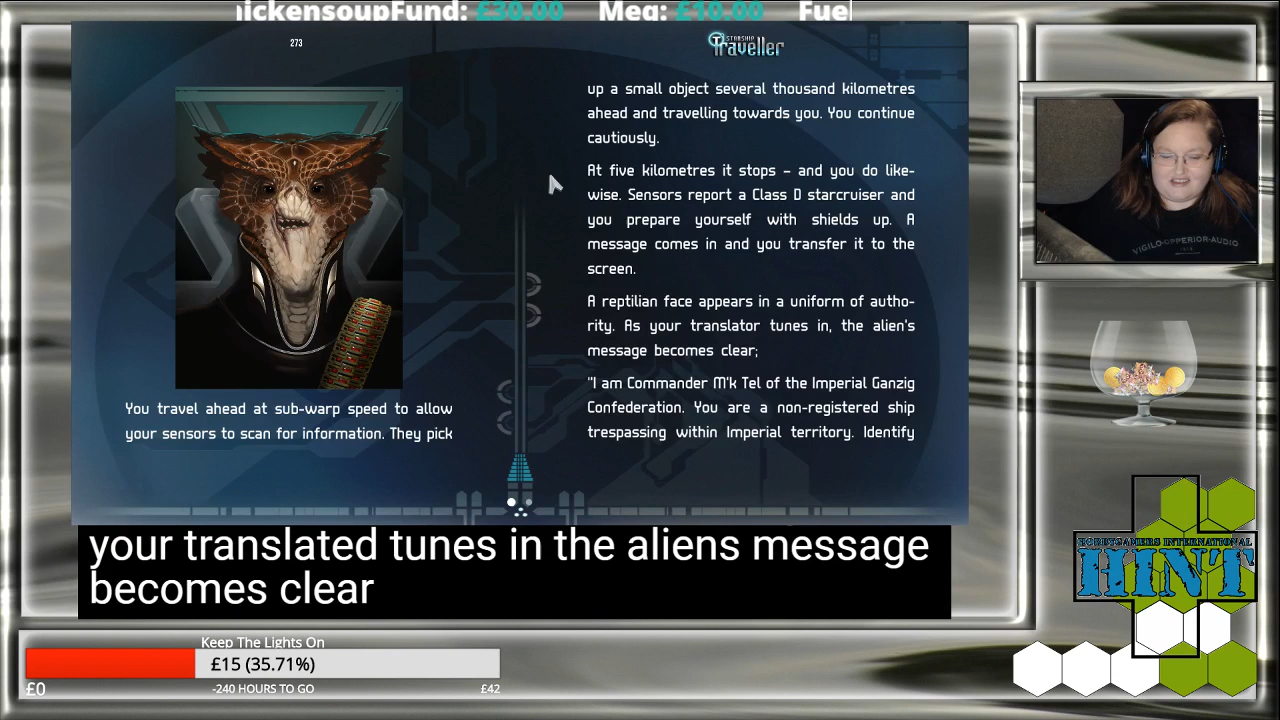 ickensoupFund: £30.00 Meg: £10.00 Fuel
273
STARSHIP
Traveller
You travel ahead at sub-warp speed to allow
your sensors to scan for information. They pick
up a small object several thousand kilometres
ahead and travelling towards you. You continue
cautiously.
At five kilometres it stops – and you do like-
wise. Sensors report a Class D starcruiser and
you prepare yourself with shields up. A
message comes in and you transfer it to the
screen.
A reptilian face appears in a uniform of autho-
rity. As your translator tunes in, the alien's
message becomes clear;
"I am Commander M'k Tel of the Imperial Ganzig
Confederation. You are a non-registered ship
trespassing within Imperial territory. Identify
your translated tunes in the aliens message
becomes clear
Keep The Lights On
£15 (35.71%)
£0
-240 HOURS TO GO
£42
HINT